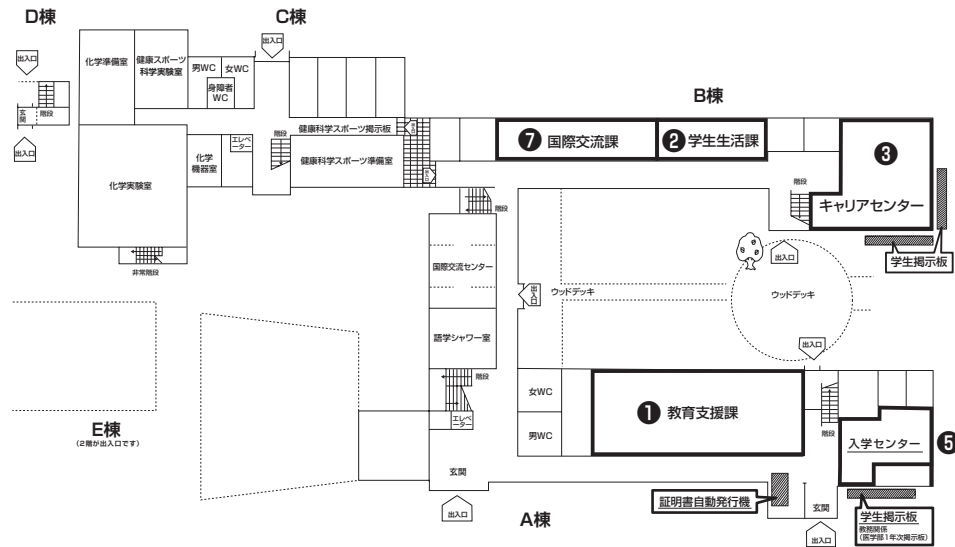 D棟
C棟
B棟
出入口
出入口
化学準備室
健康スポーツ
科学実験室
男WC
女WC
身障者
WC
玄関
階段
出入口
エレ
ベーター
階段
健康科学スポーツ掲示板
化学
機器室
健康科学スポーツ準備室
化学実験室
非常階段
❼ 国際交流課
❷ 学生生活課
❸
キャリアセンター
階段
学生掲示板
階段
国際交流センター
出入口
ウッドデッキ
出入口
ウッドデッキ
語学シャワー室
出入口
階段
エレ
ベーター
女WC
男WC
❶ 教育支援課
階段
入学センター
❺
E棟
(2階が出入口です)
玄関
出入口
A棟
証明書自動発行機
玄関
出入口
学生掲示板
教務関係
(医学部1年次掲示板)